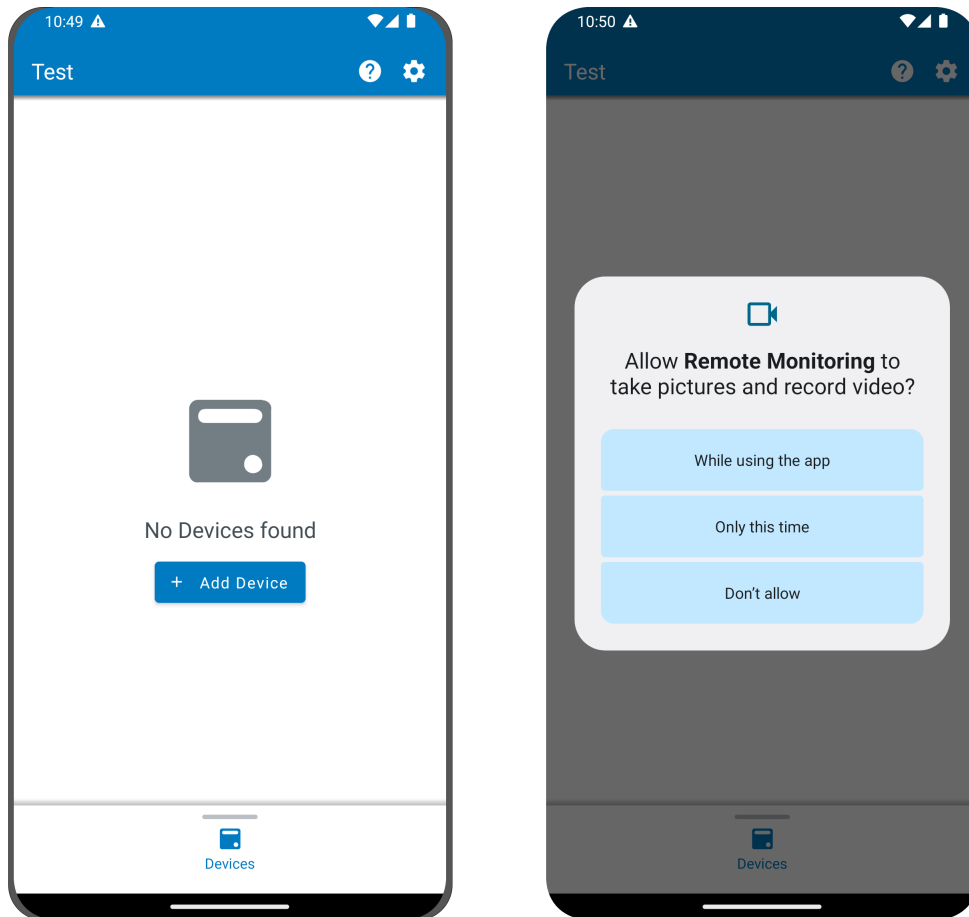 10:49
Test
No Devices found
+ Add Device
Devices
10:50
Test
Allow Remote Monitoring to
take pictures and record video?
While using the app
Only this time
Don’t allow
Devices